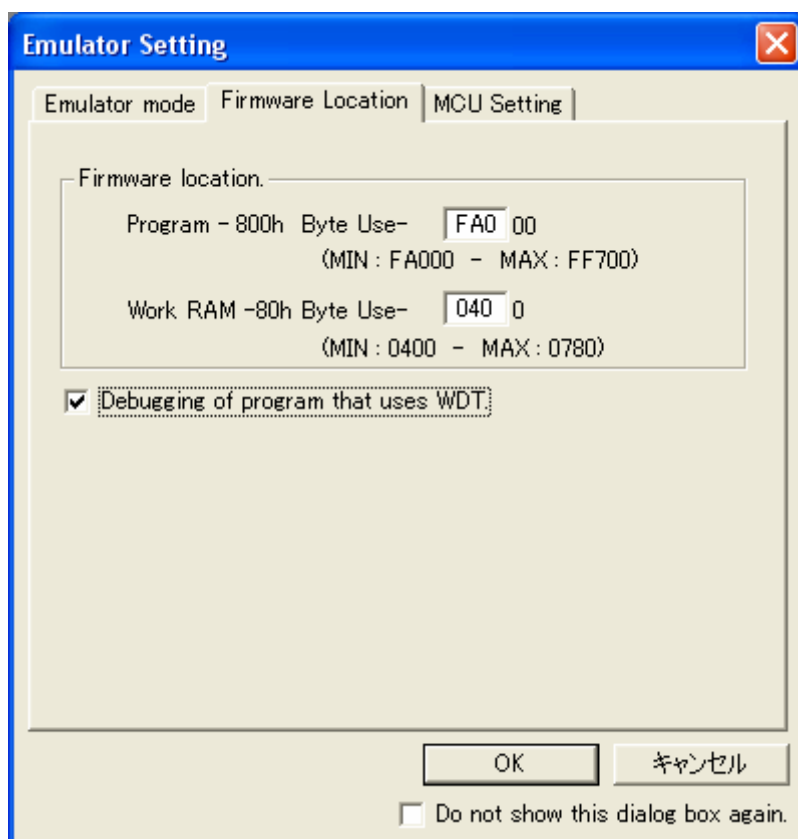 Emulator Setting
Emulator mode Firmware Location MCU Setting
Firmware location.
Program - 800h Byte Use- FA0 00
(MIN : FA000 - MAX : FF700)
Work RAM -80h Byte Use- 040 0
(MIN : 0400 - MAX : 0780)
Debugging of program that uses WDT.
OK キャンセル
Do not show this dialog box again.